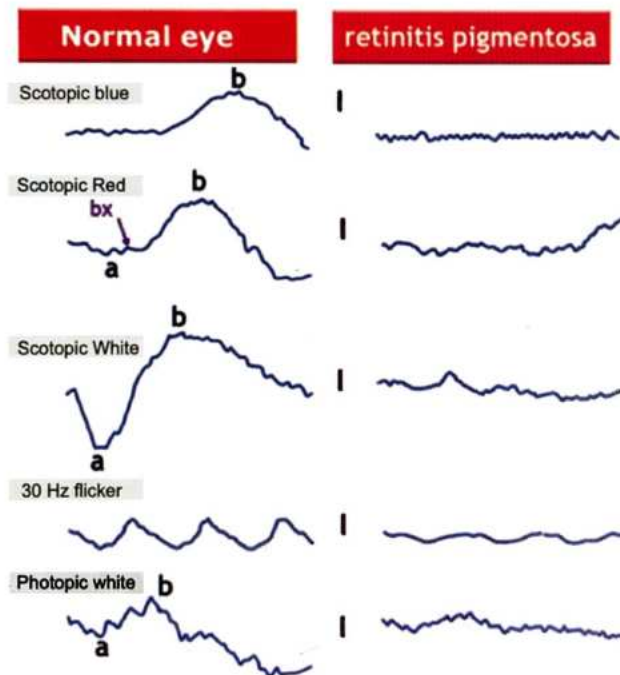 Normal eye
retinitis pigmentosa
Scotopic blue
b
Scotopic Red
b
bx
a
Scotopic White
b
a
30 Hz flicker
Photopic white
b
a